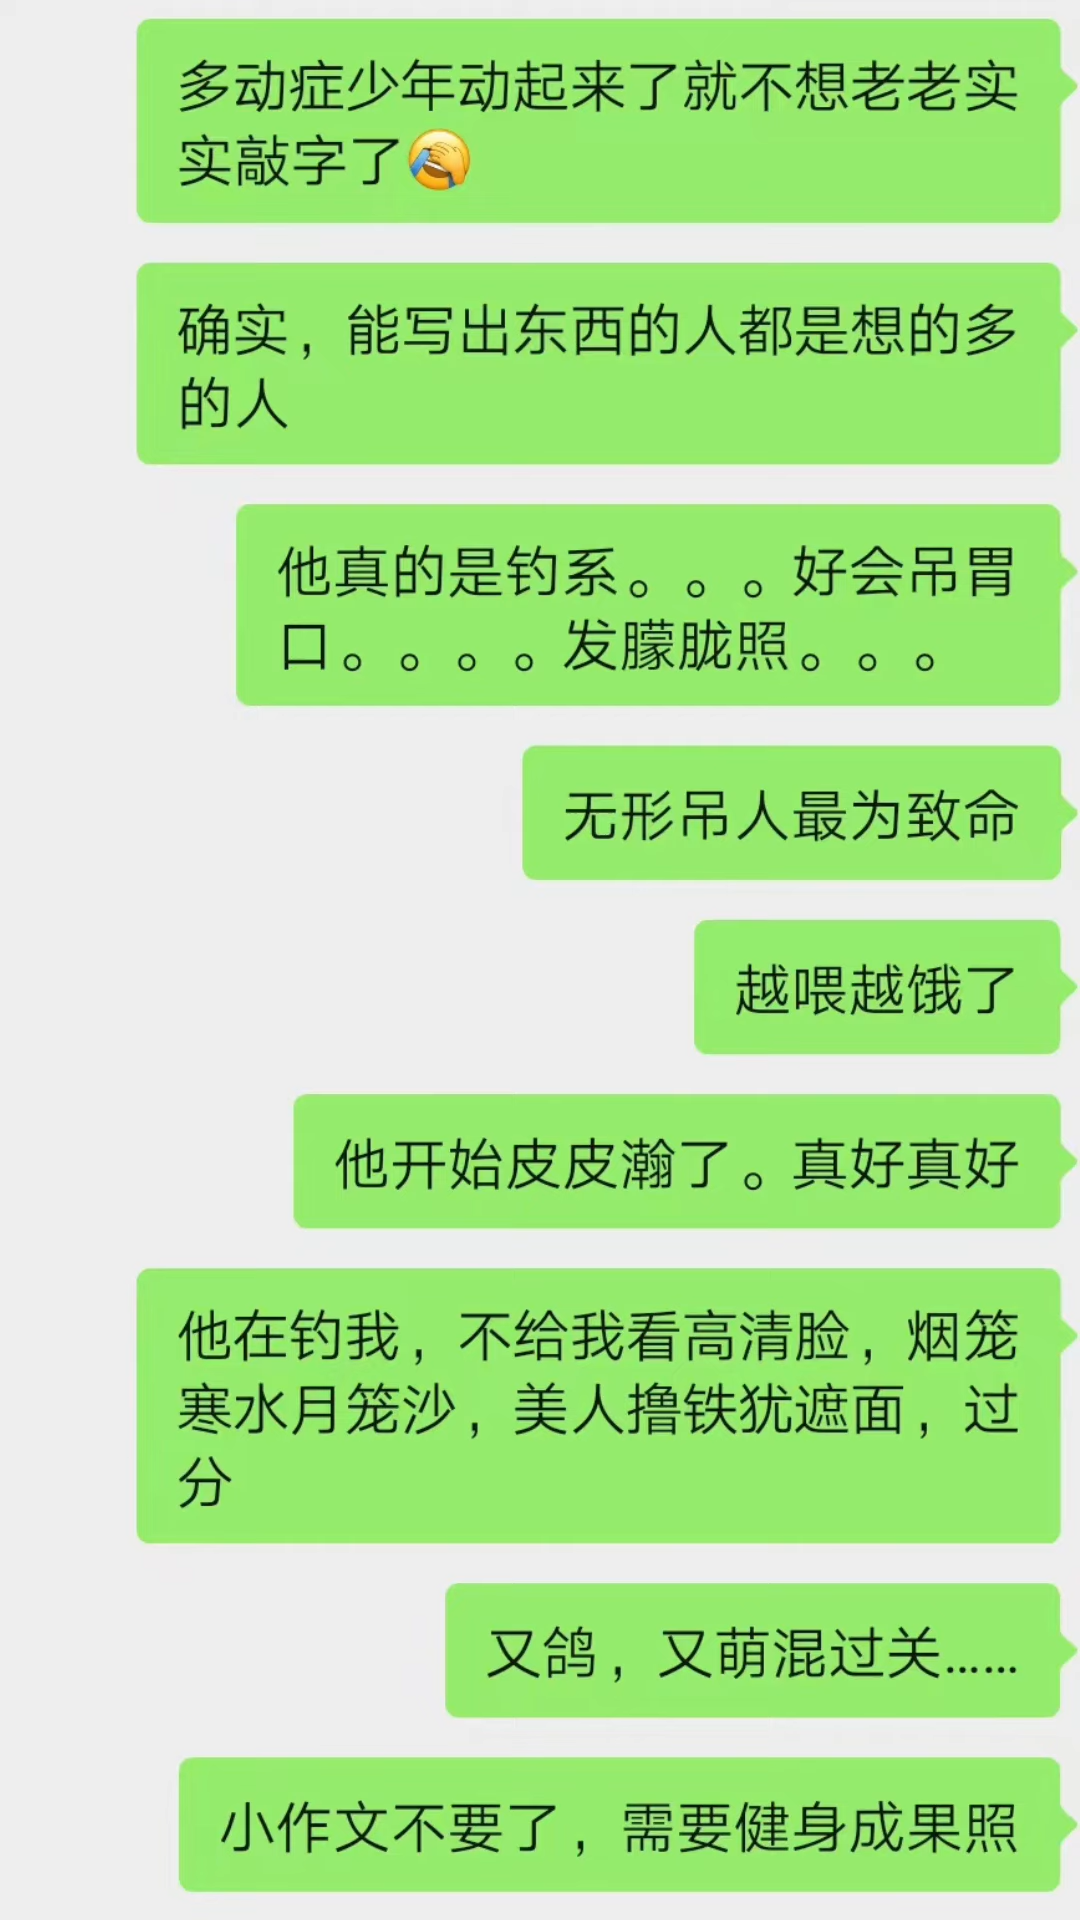 多动症少年动起来了就不想老老实
实敲字了🤦
确实，能写出东西的人都是想的多
的人
他真的是钓系。。。好会吊胃
口。。。。发朦胧照。。。
无形吊人最为致命
越喂越饿了
他开始皮皮瀚了。真好真好
他在钓我，不给我看高清脸，烟笼
寒水月笼沙，美人撸铁犹遮面，过
分
又鸽，又萌混过关......
小作文不要了，需要健身成果照